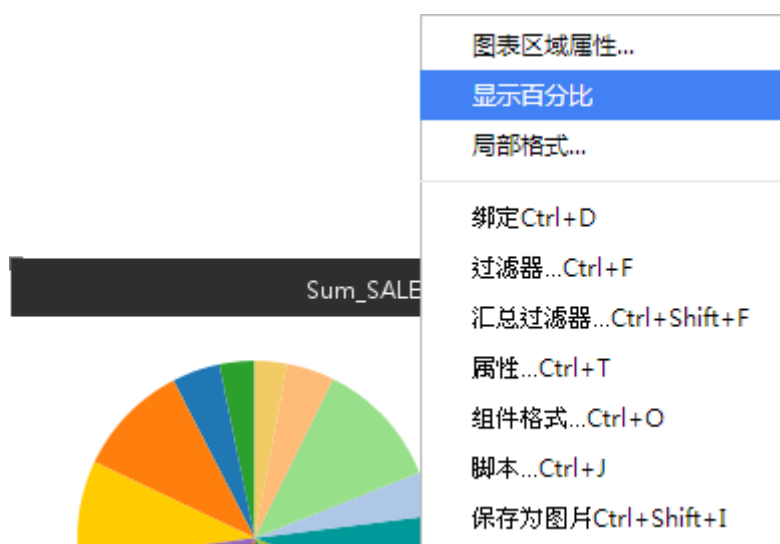 图表区域属性...
显示百分比
局部格式...
绑定Ctrl+D
过滤器...Ctrl+F
Sum_SALE
汇总过滤器...Ctrl+Shift+F
属性...Ctrl+T
组件格式...Ctrl+O
脚本...Ctrl+J
保存为图片Ctrl+Shift+I